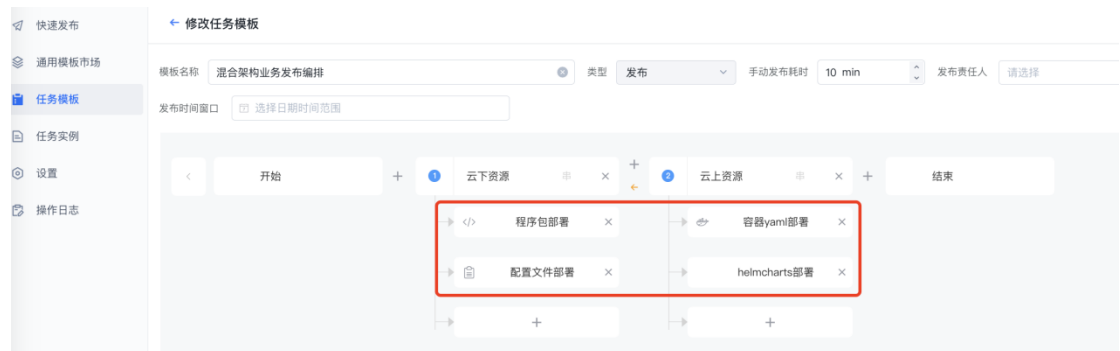 快速发布
通用模板市场
任务模板
任务实例
设置
操作日志
← 修改任务模板
模板名称 混合架构业务发布编排 类型 发布 手动发布耗时 10 min 发布责任人 请选择
发布时间窗口 选择日期时间范围
开始 + 1 云下资源 串 × + 2 云上资源 串 × + 结束
</> 程序包部署 × 容器yaml部署 ×
配置文件部署 × helmcharts部署 ×
+ +